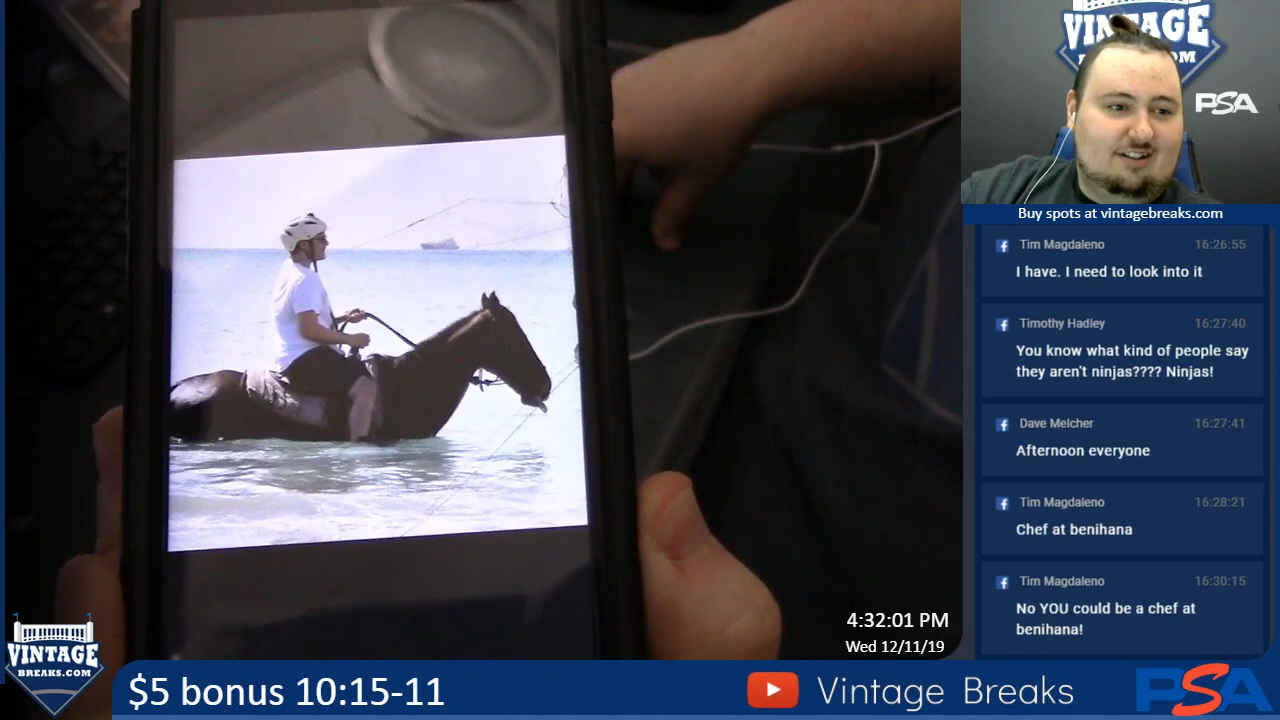 VINTAGE
PSA
Buy spots at vintagebreaks.com
Tim Magdaleno 16:26:55
I have. I need to look into it
Timothy Hadley 16:27:40
You know what kind of people say
they aren't ninjas???? Ninjas!
Dave Melcher 16:27:41
Afternoon everyone
Tim Magdaleno 16:28:21
Chef at benihana
Tim Magdaleno 16:30:15
No YOU could be a chef at
benihana!
4:32:01 PM
Wed 12/11/19
VINTAGE
BREAKS.COM
$5 bonus 10:15-11
Vintage Breaks
PSA